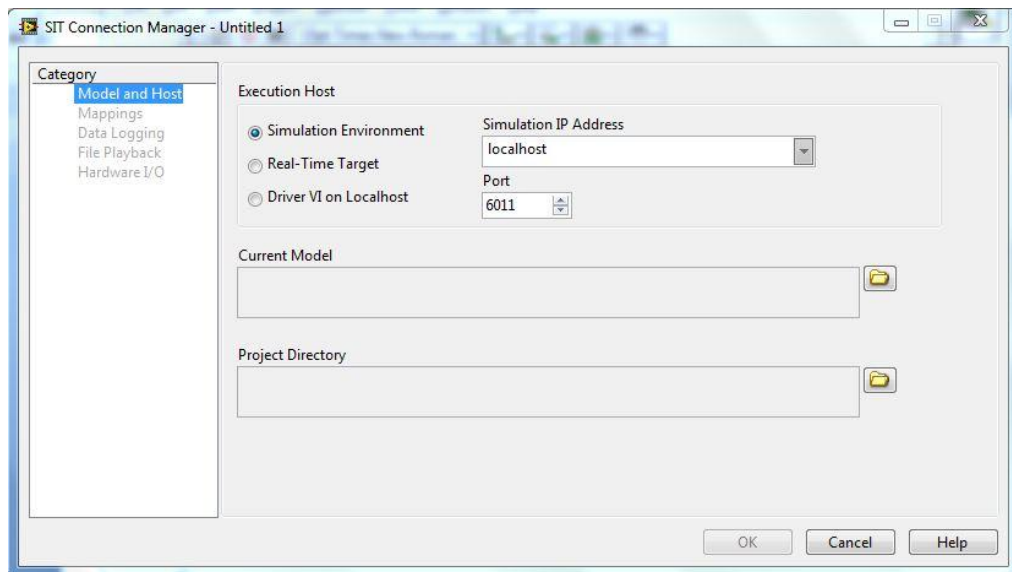 SIT Connection Manager - Untitled 1
Category
Model and Host
Mappings
Data Logging
File Playback
Hardware I/O
Execution Host
Simulation Environment
Real-Time Target
Driver VI on Localhost
Simulation IP Address
localhost
Port
6011
Current Model
Project Directory
OK
Cancel
Help